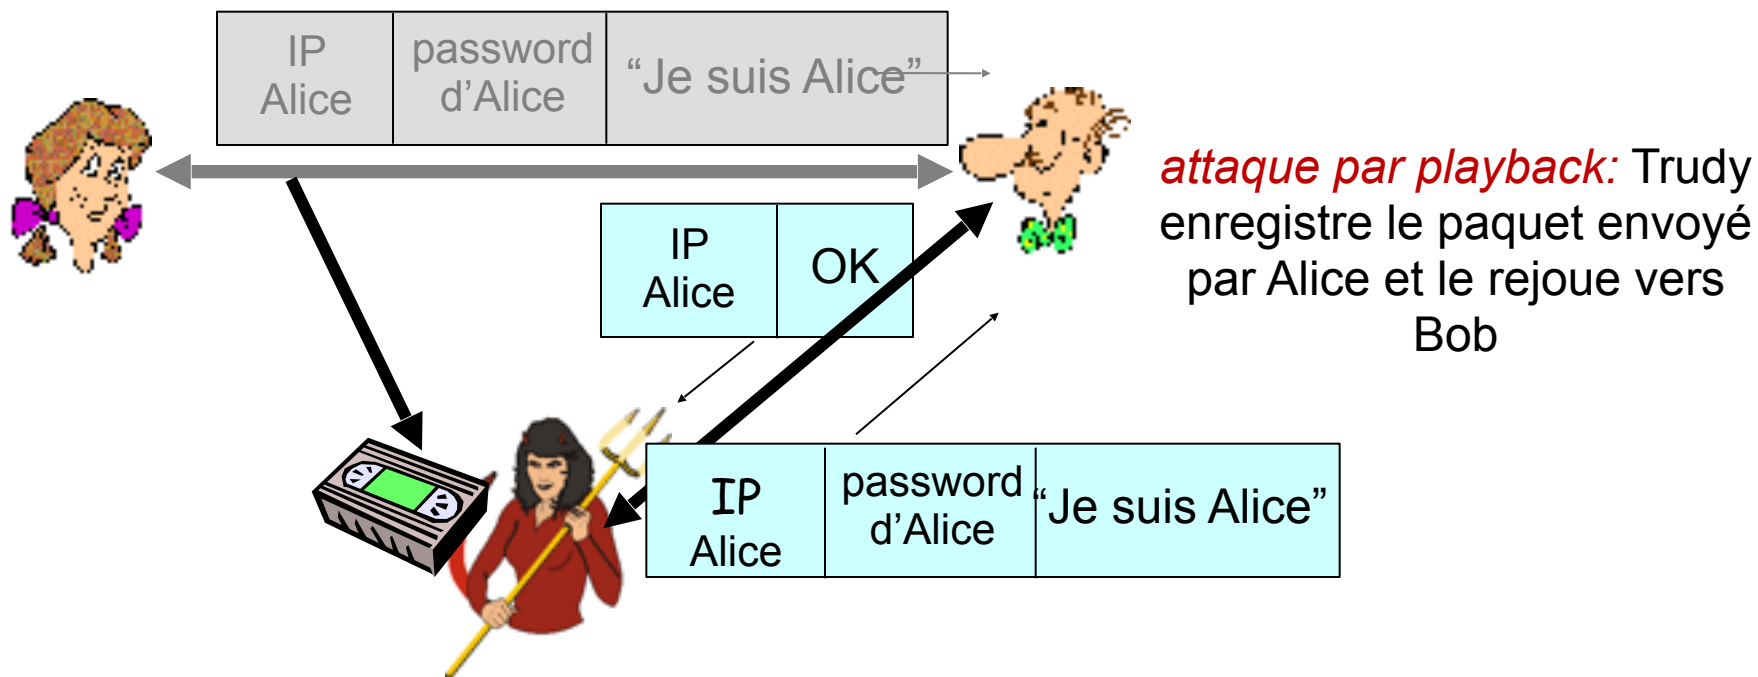 IP
Alice
password
d’Alice
“Je suis Alice”
attaque par playback: Trudy
enregistre le paquet envoyé
par Alice et le rejoue vers
Bob
IP
Alice
OK
IP
Alice
password
d’Alice
“Je suis Alice”